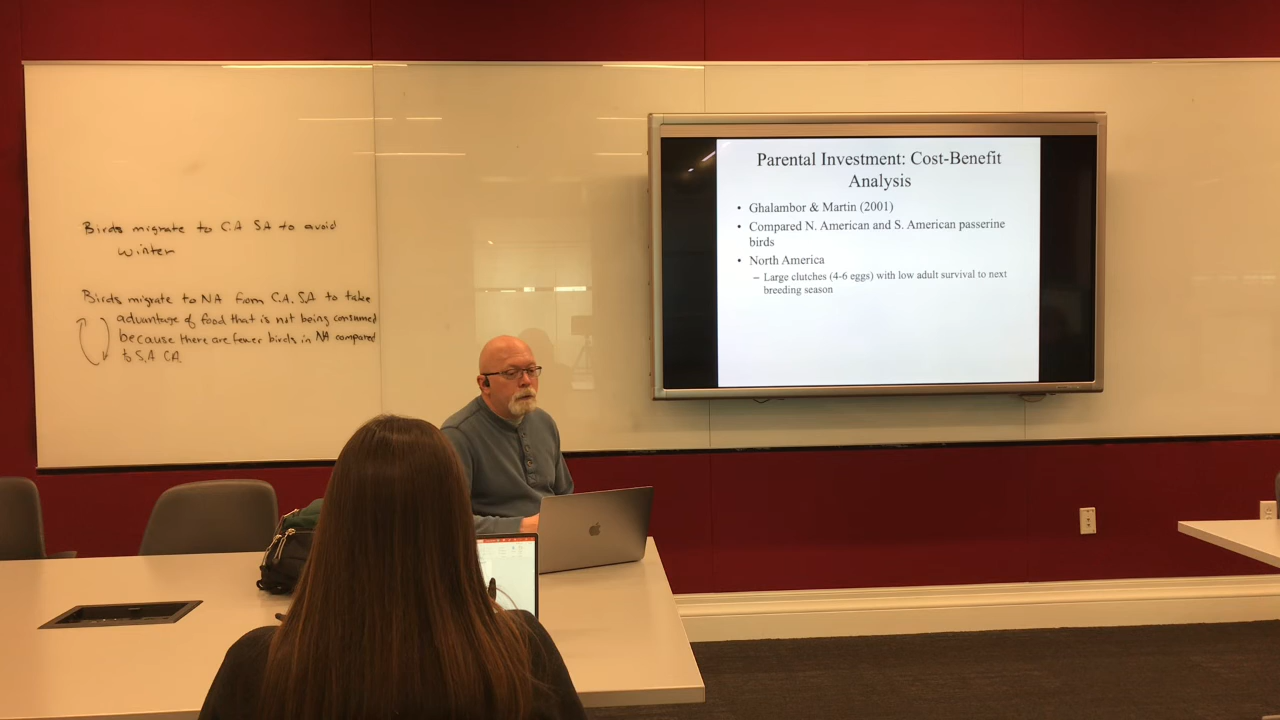 Birds migrate to C.A SA to avoid
winter
Birds migrate to NA from C.A. S.A to take
advantage of food that is not being consumed
because there are fewer birds in NA compared
to S.A CA
Parental Investment: Cost-Benefit
Analysis
• Ghalambor & Martin (2001)
• Compared N. American and S. American passerine
birds
• North America
– Large clutches (4-6 eggs) with low adult survival to next
breeding season